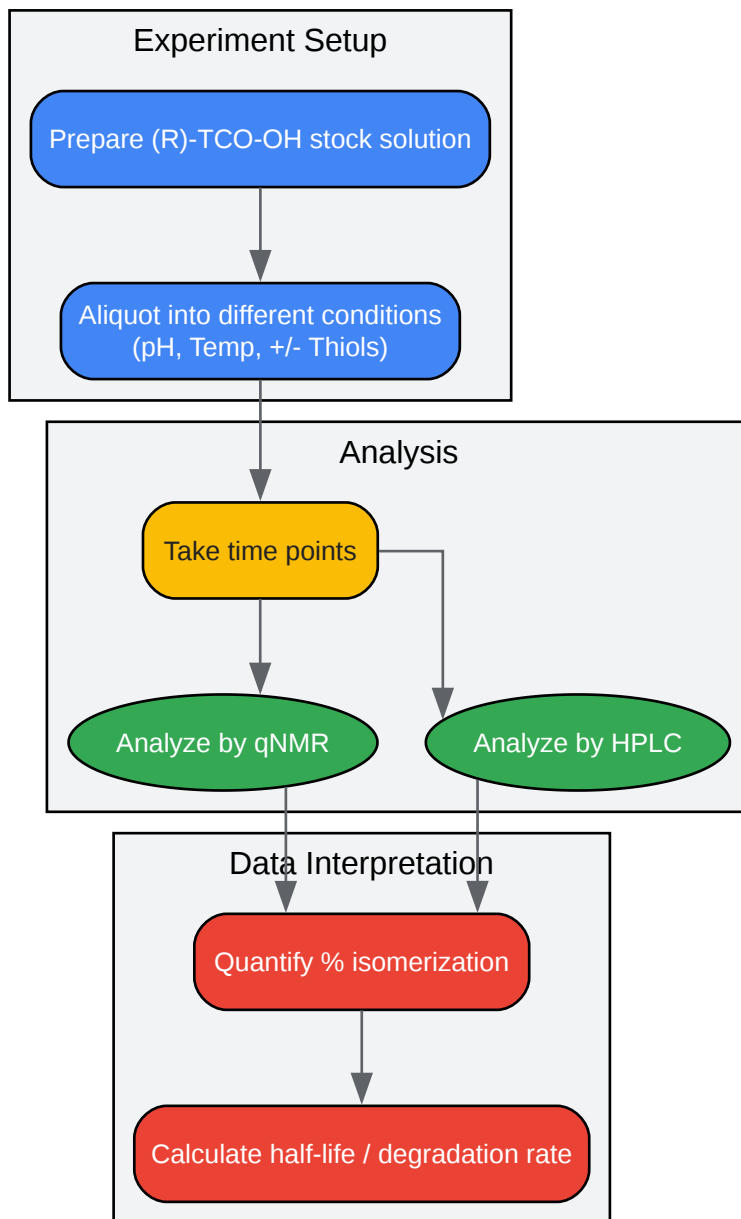 Experiment Setup
Prepare (R)-TCO-OH stock solution
Aliquot into different conditions
(pH, Temp, +/- Thiols)
Analysis
Take time points
Analyze by qNMR
Analyze by HPLC
Data Interpretation
Quantify % isomerization
Calculate half-life / degradation rate